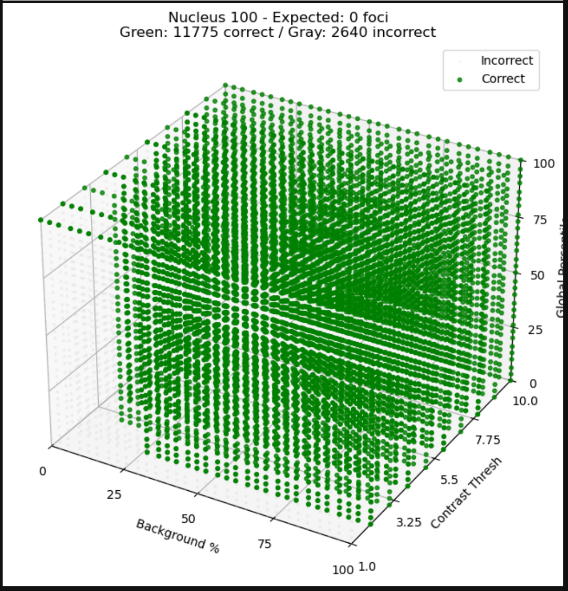 Nucleus 100 - Expected: 0 foci
Green: 11775 correct / Gray: 2640 incorrect
Incorrect
Correct
100
75
50
25
0
Global
10.0
7.75
5.5
3.25
1.0
Contrast Thresh
0
25
50
75
100
Background %